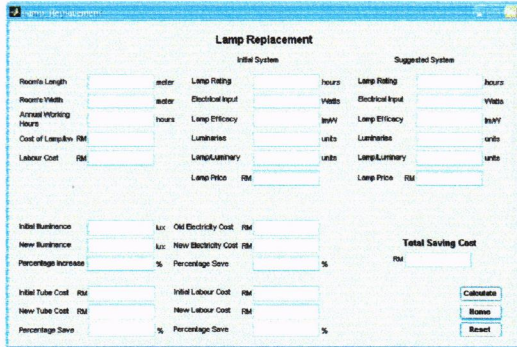 Lamp Replacement
Lamp Replacement
Initial System Suggested System
Room's Length meter Lamp Rating hours Lamp Rating hours
Room's Width meter Electrical Input Watts Electrical Input Watts
Annual Working Hours hours Lamp Efficacy lm/W Lamp Efficacy lm/W
Cost of Lamp/kw RM Luminaries units Luminaries units
Labour Cost RM Lamp/Luminary units Lamp/Luminary units
Lamp Price RM Lamp Price RM
Initial Illuminance lux Old Electricity Cost RM
New Illuminance lux New Electricity Cost RM Total Saving Cost
Percentage Increase % Percentage Save % RM
Initial Tube Cost RM Initial Labour Cost RM Calculate
New Tube Cost RM New Labour Cost RM Home
Percentage Save % Percentage Save % Reset